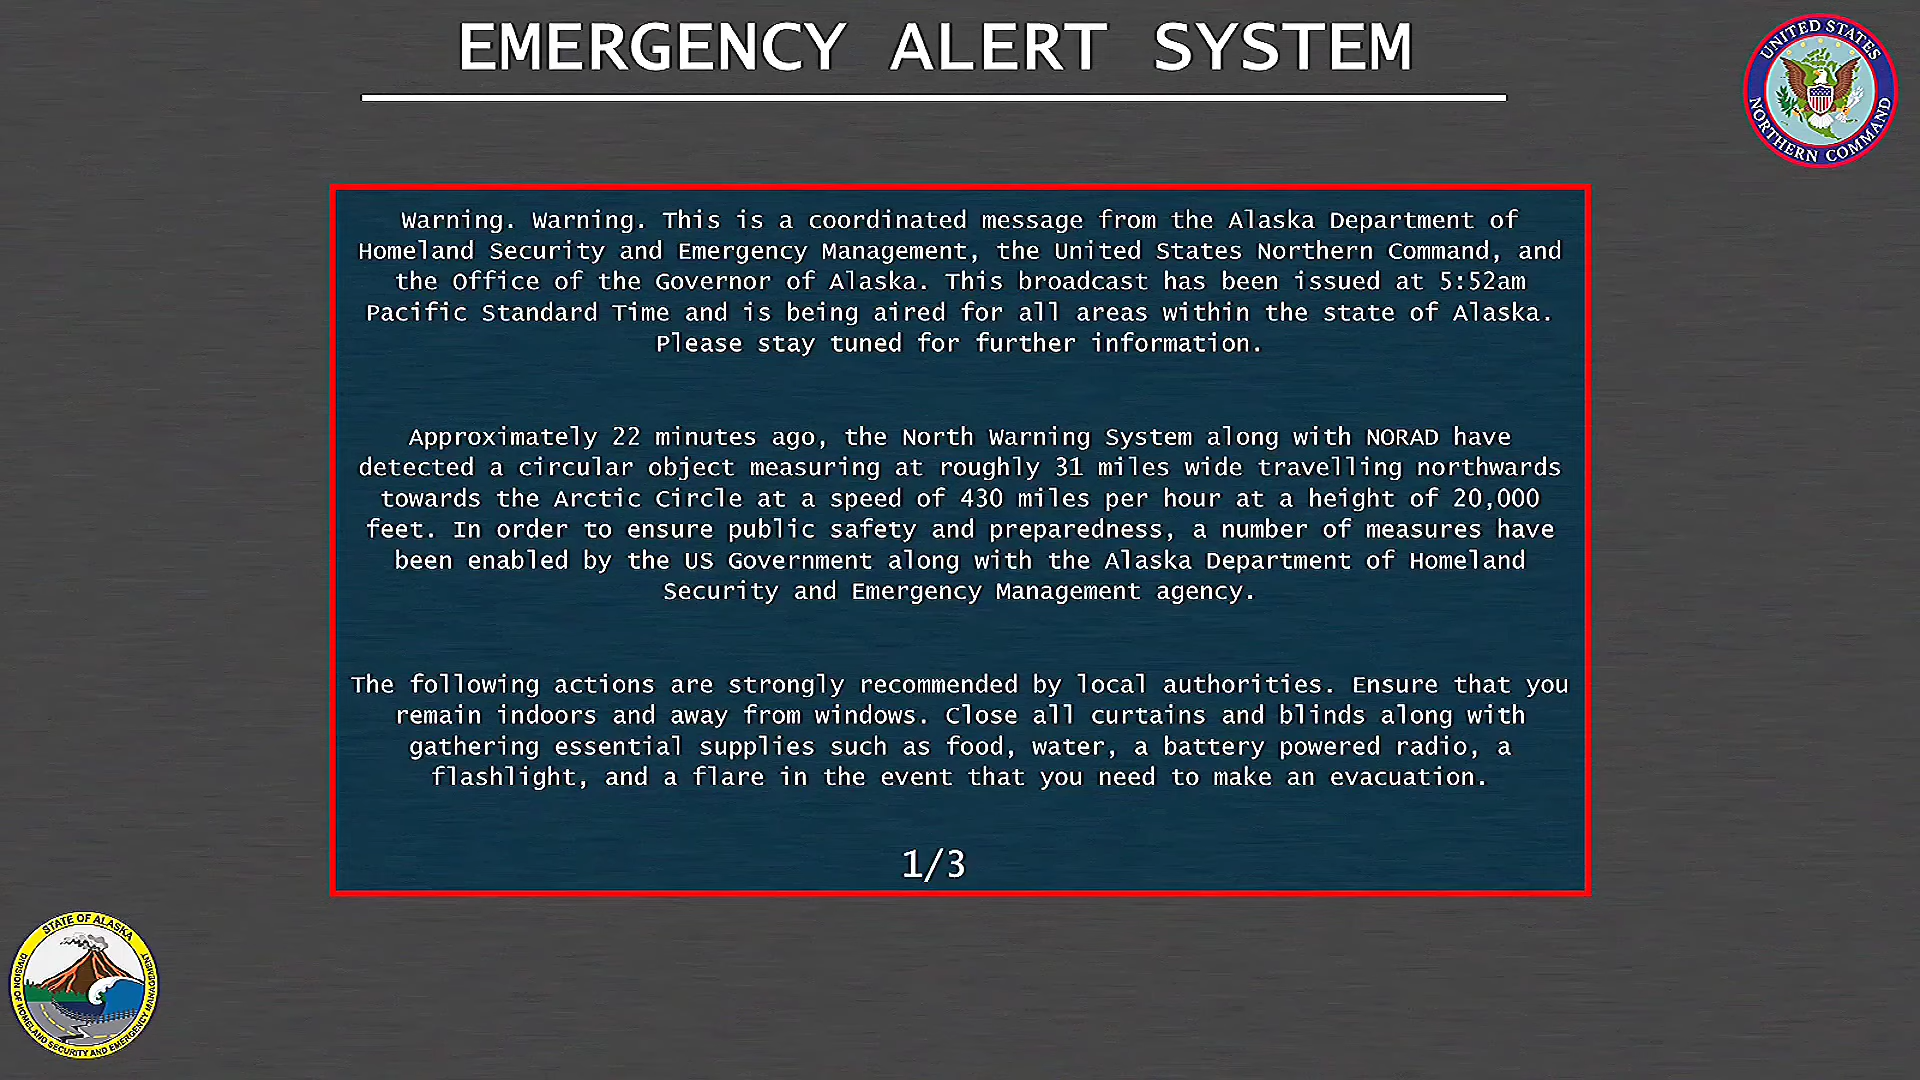 EMERGENCY ALERT SYSTEM
UNITED STATES
NORTHERN COMMAND
Warning. Warning. This is a coordinated message from the Alaska Department of
Homeland Security and Emergency Management, the United States Northern Command, and
the Office of the Governor of Alaska. This broadcast has been issued at 5:52am
Pacific Standard Time and is being aired for all areas within the state of Alaska.
Please stay tuned for further information.
Approximately 22 minutes ago, the North Warning System along with NORAD have
detected a circular object measuring at roughly 31 miles wide travelling northwards
towards the Arctic Circle at a speed of 430 miles per hour at a height of 20,000
feet. In order to ensure public safety and preparedness, a number of measures have
been enabled by the US Government along with the Alaska Department of Homeland
Security and Emergency Management agency.
The following actions are strongly recommended by local authorities. Ensure that you
remain indoors and away from windows. Close all curtains and blinds along with
gathering essential supplies such as food, water, a battery powered radio, a
flashlight, and a flare in the event that you need to make an evacuation.
1/3
STATE OF ALASKA
DIVISION OF HOMELAND SECURITY AND EMERGENCY MANAGEMENT